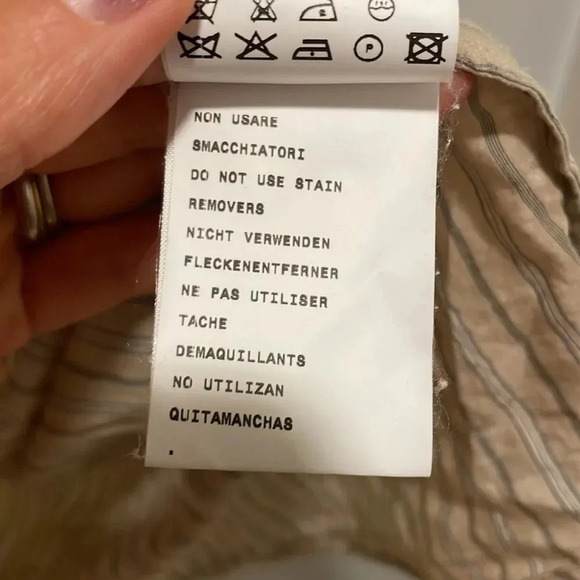 P
NON USARE
SMACCHIATORI
DO NOT USE STAIN
REMOVERS
NICHT VERWENDEN
FLECKENENTFERNER
NE PAS UTILISER
TACHE
DEMAQUILLANTS
NO UTILIZAN
QUITAMANCHAS
.